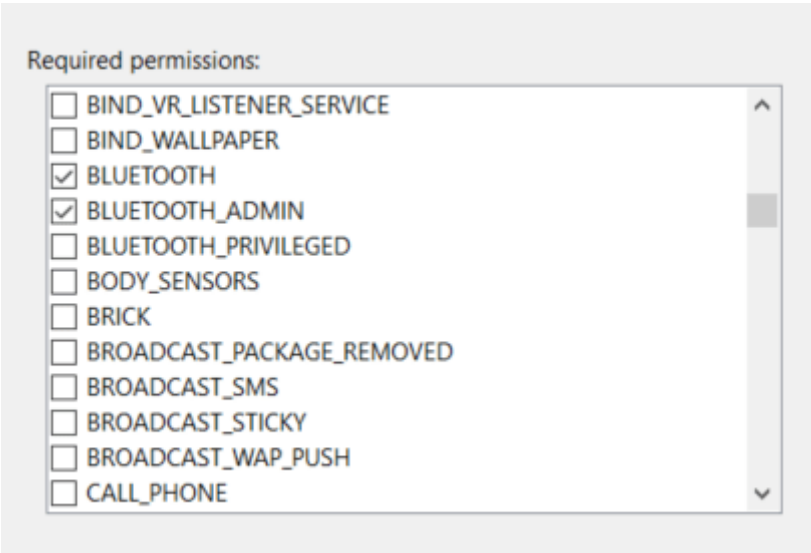 Required permissions:
BIND_VR_LISTENER_SERVICE
BIND_WALLPAPER
BLUETOOTH
BLUETOOTH_ADMIN
BLUETOOTH_PRIVILEGED
BODY_SENSORS
BRICK
BROADCAST_PACKAGE_REMOVED
BROADCAST_SMS
BROADCAST_STICKY
BROADCAST_WAP_PUSH
CALL_PHONE